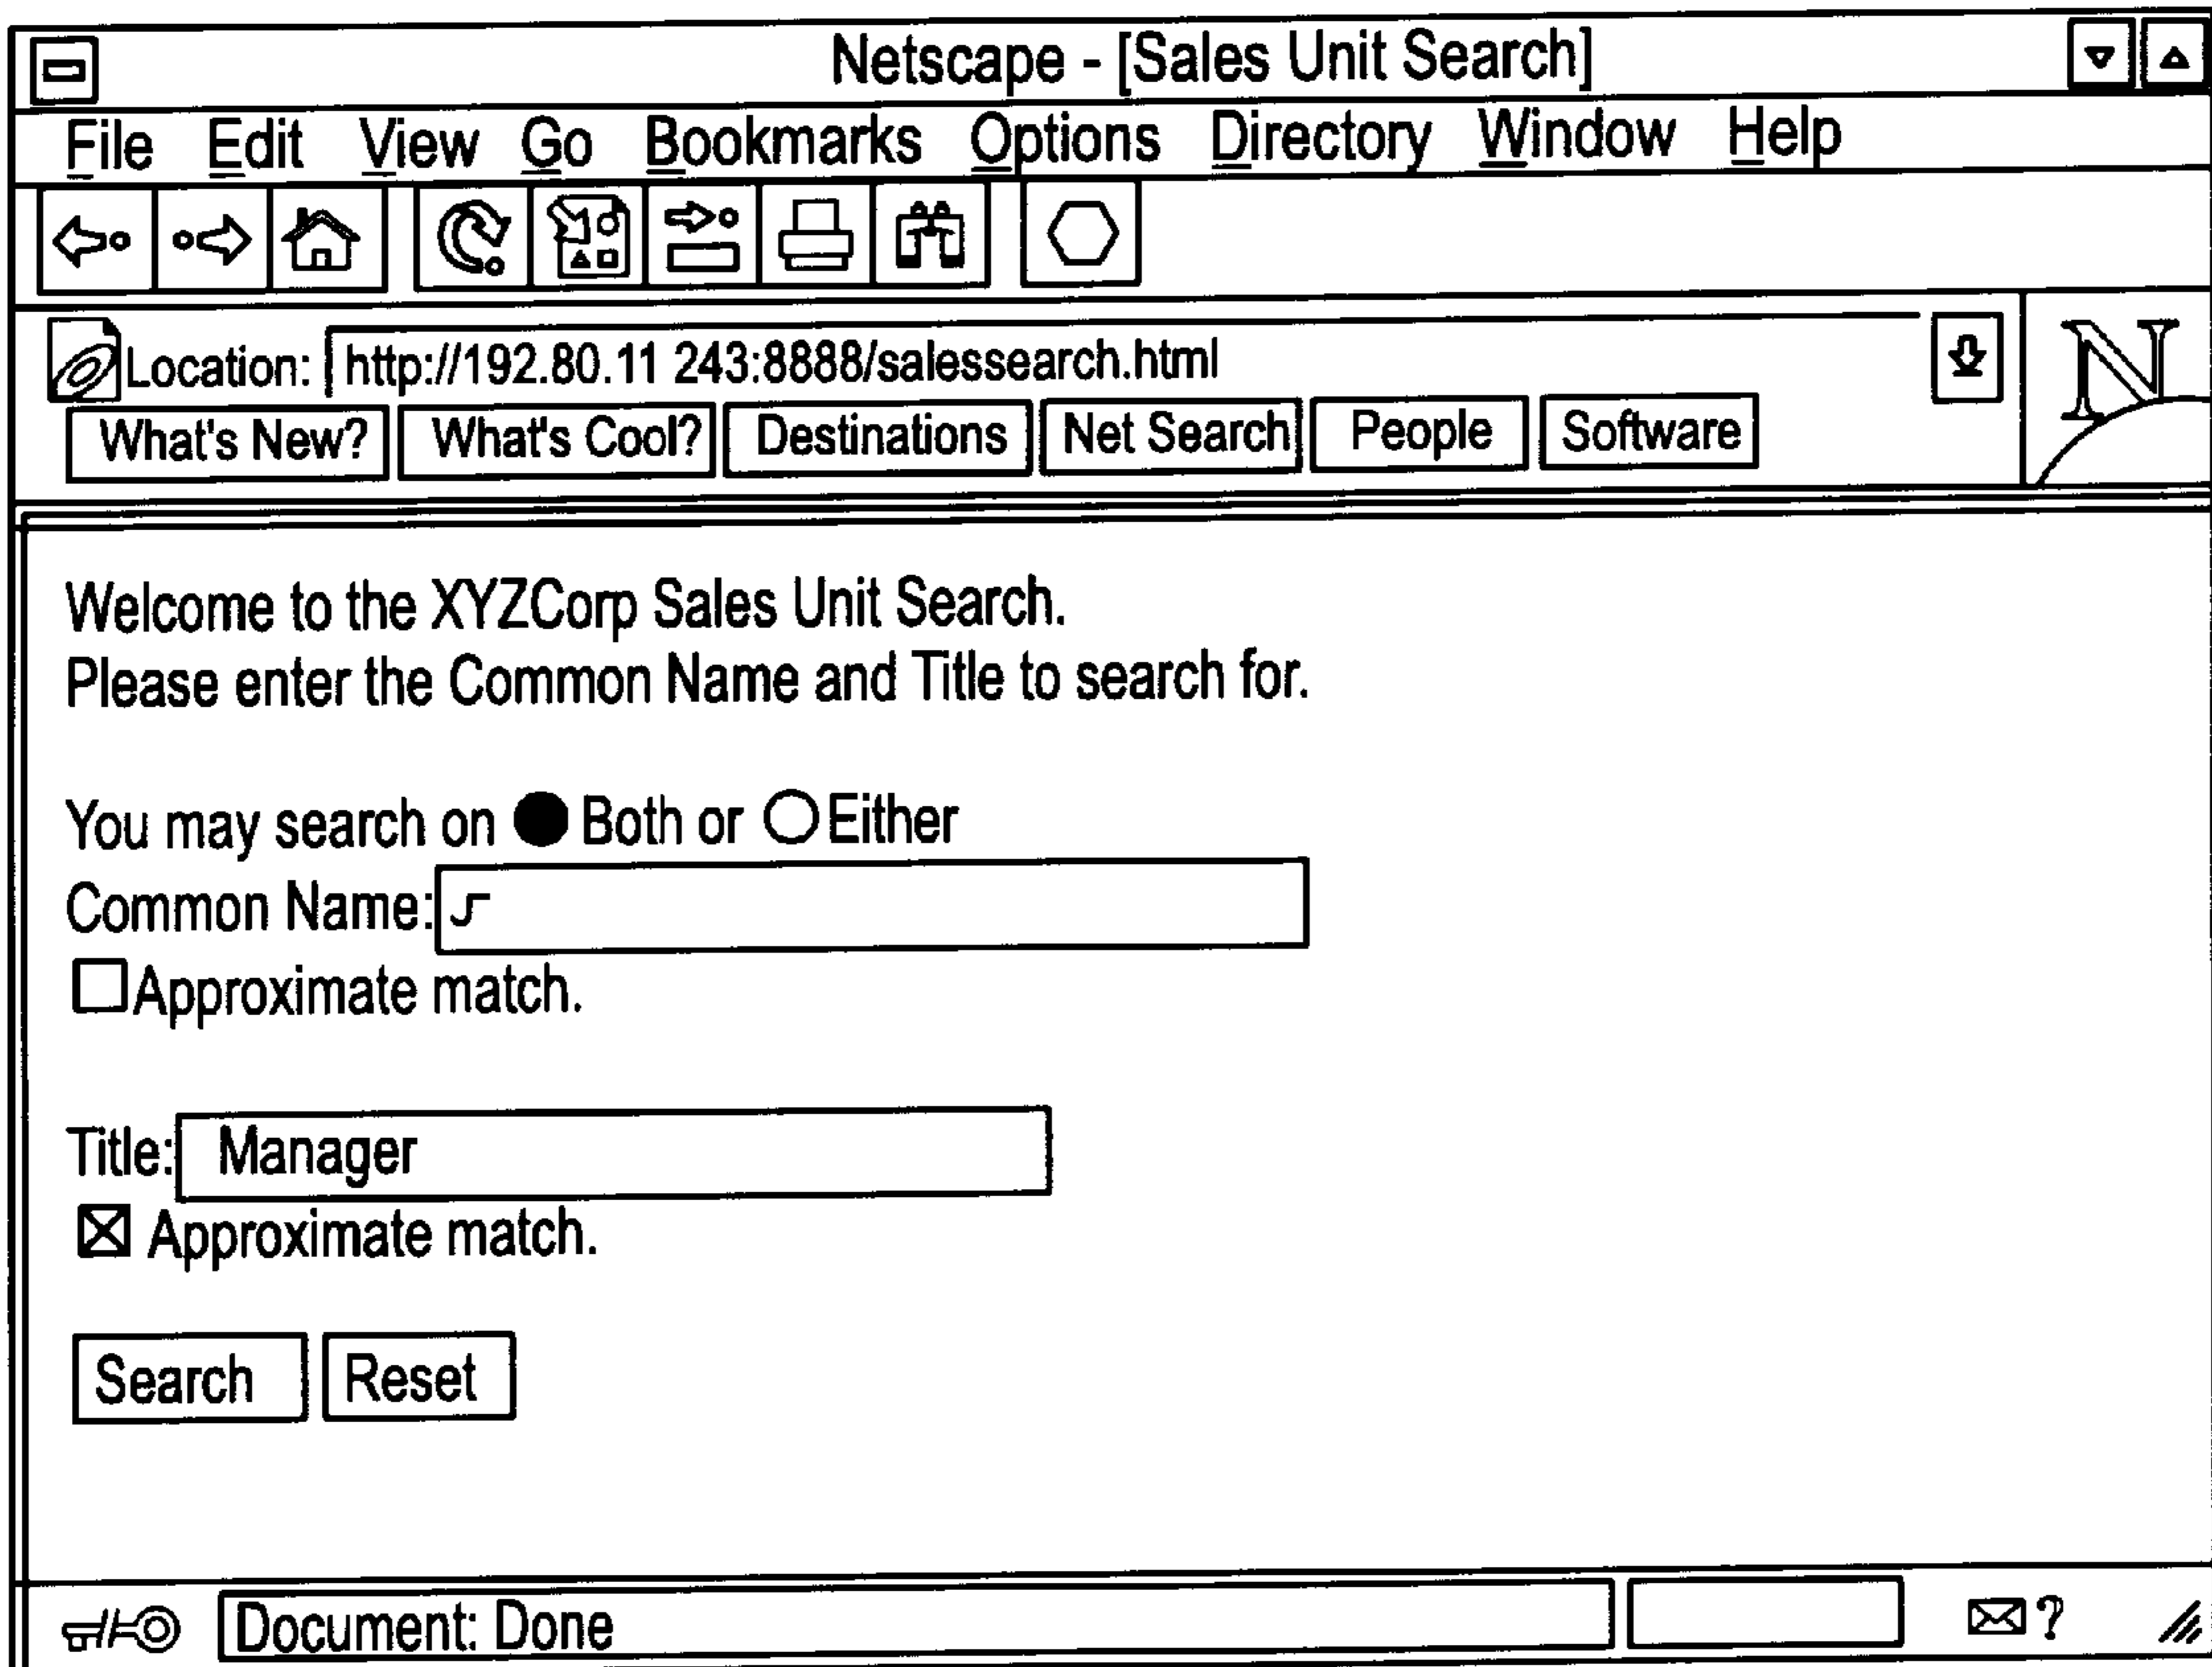 Netscape - [Sales Unit Search]
File Edit View Go Bookmarks Options Directory Window Help
Location: http://192.80.11 243:8888/salessearch.html
N
What's New? What's Cool? Destinations Net Search People Software
Welcome to the XYZCorp Sales Unit Search.
Please enter the Common Name and Title to search for.
You may search on Both or Either
Common Name:
Approximate match.
Title: Manager
Approximate match.
Search Reset
Document: Done
?